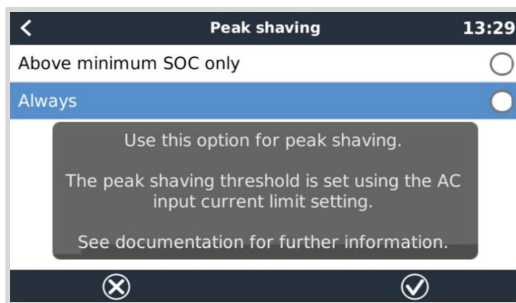 Peak shaving 13:29
Above minimum SOC only
Always
Use this option for peak shaving.
The peak shaving threshold is set using the AC
input current limit setting.
See documentation for further information.